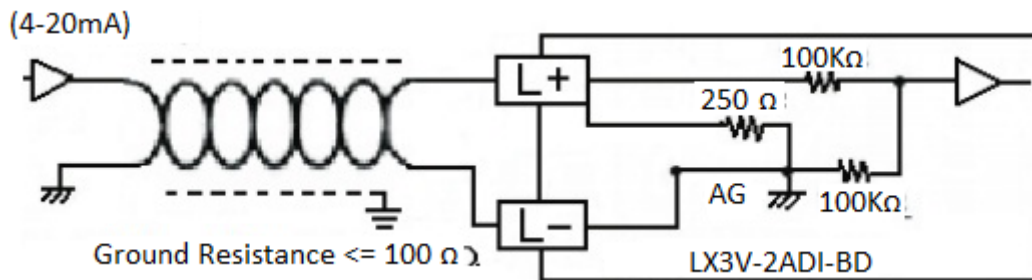 (4-20mA)
100KΩ
L+
250 Ω
AG
100KΩ
L-
Ground Resistance <= 100 Ω
LX3V-2ADI-BD